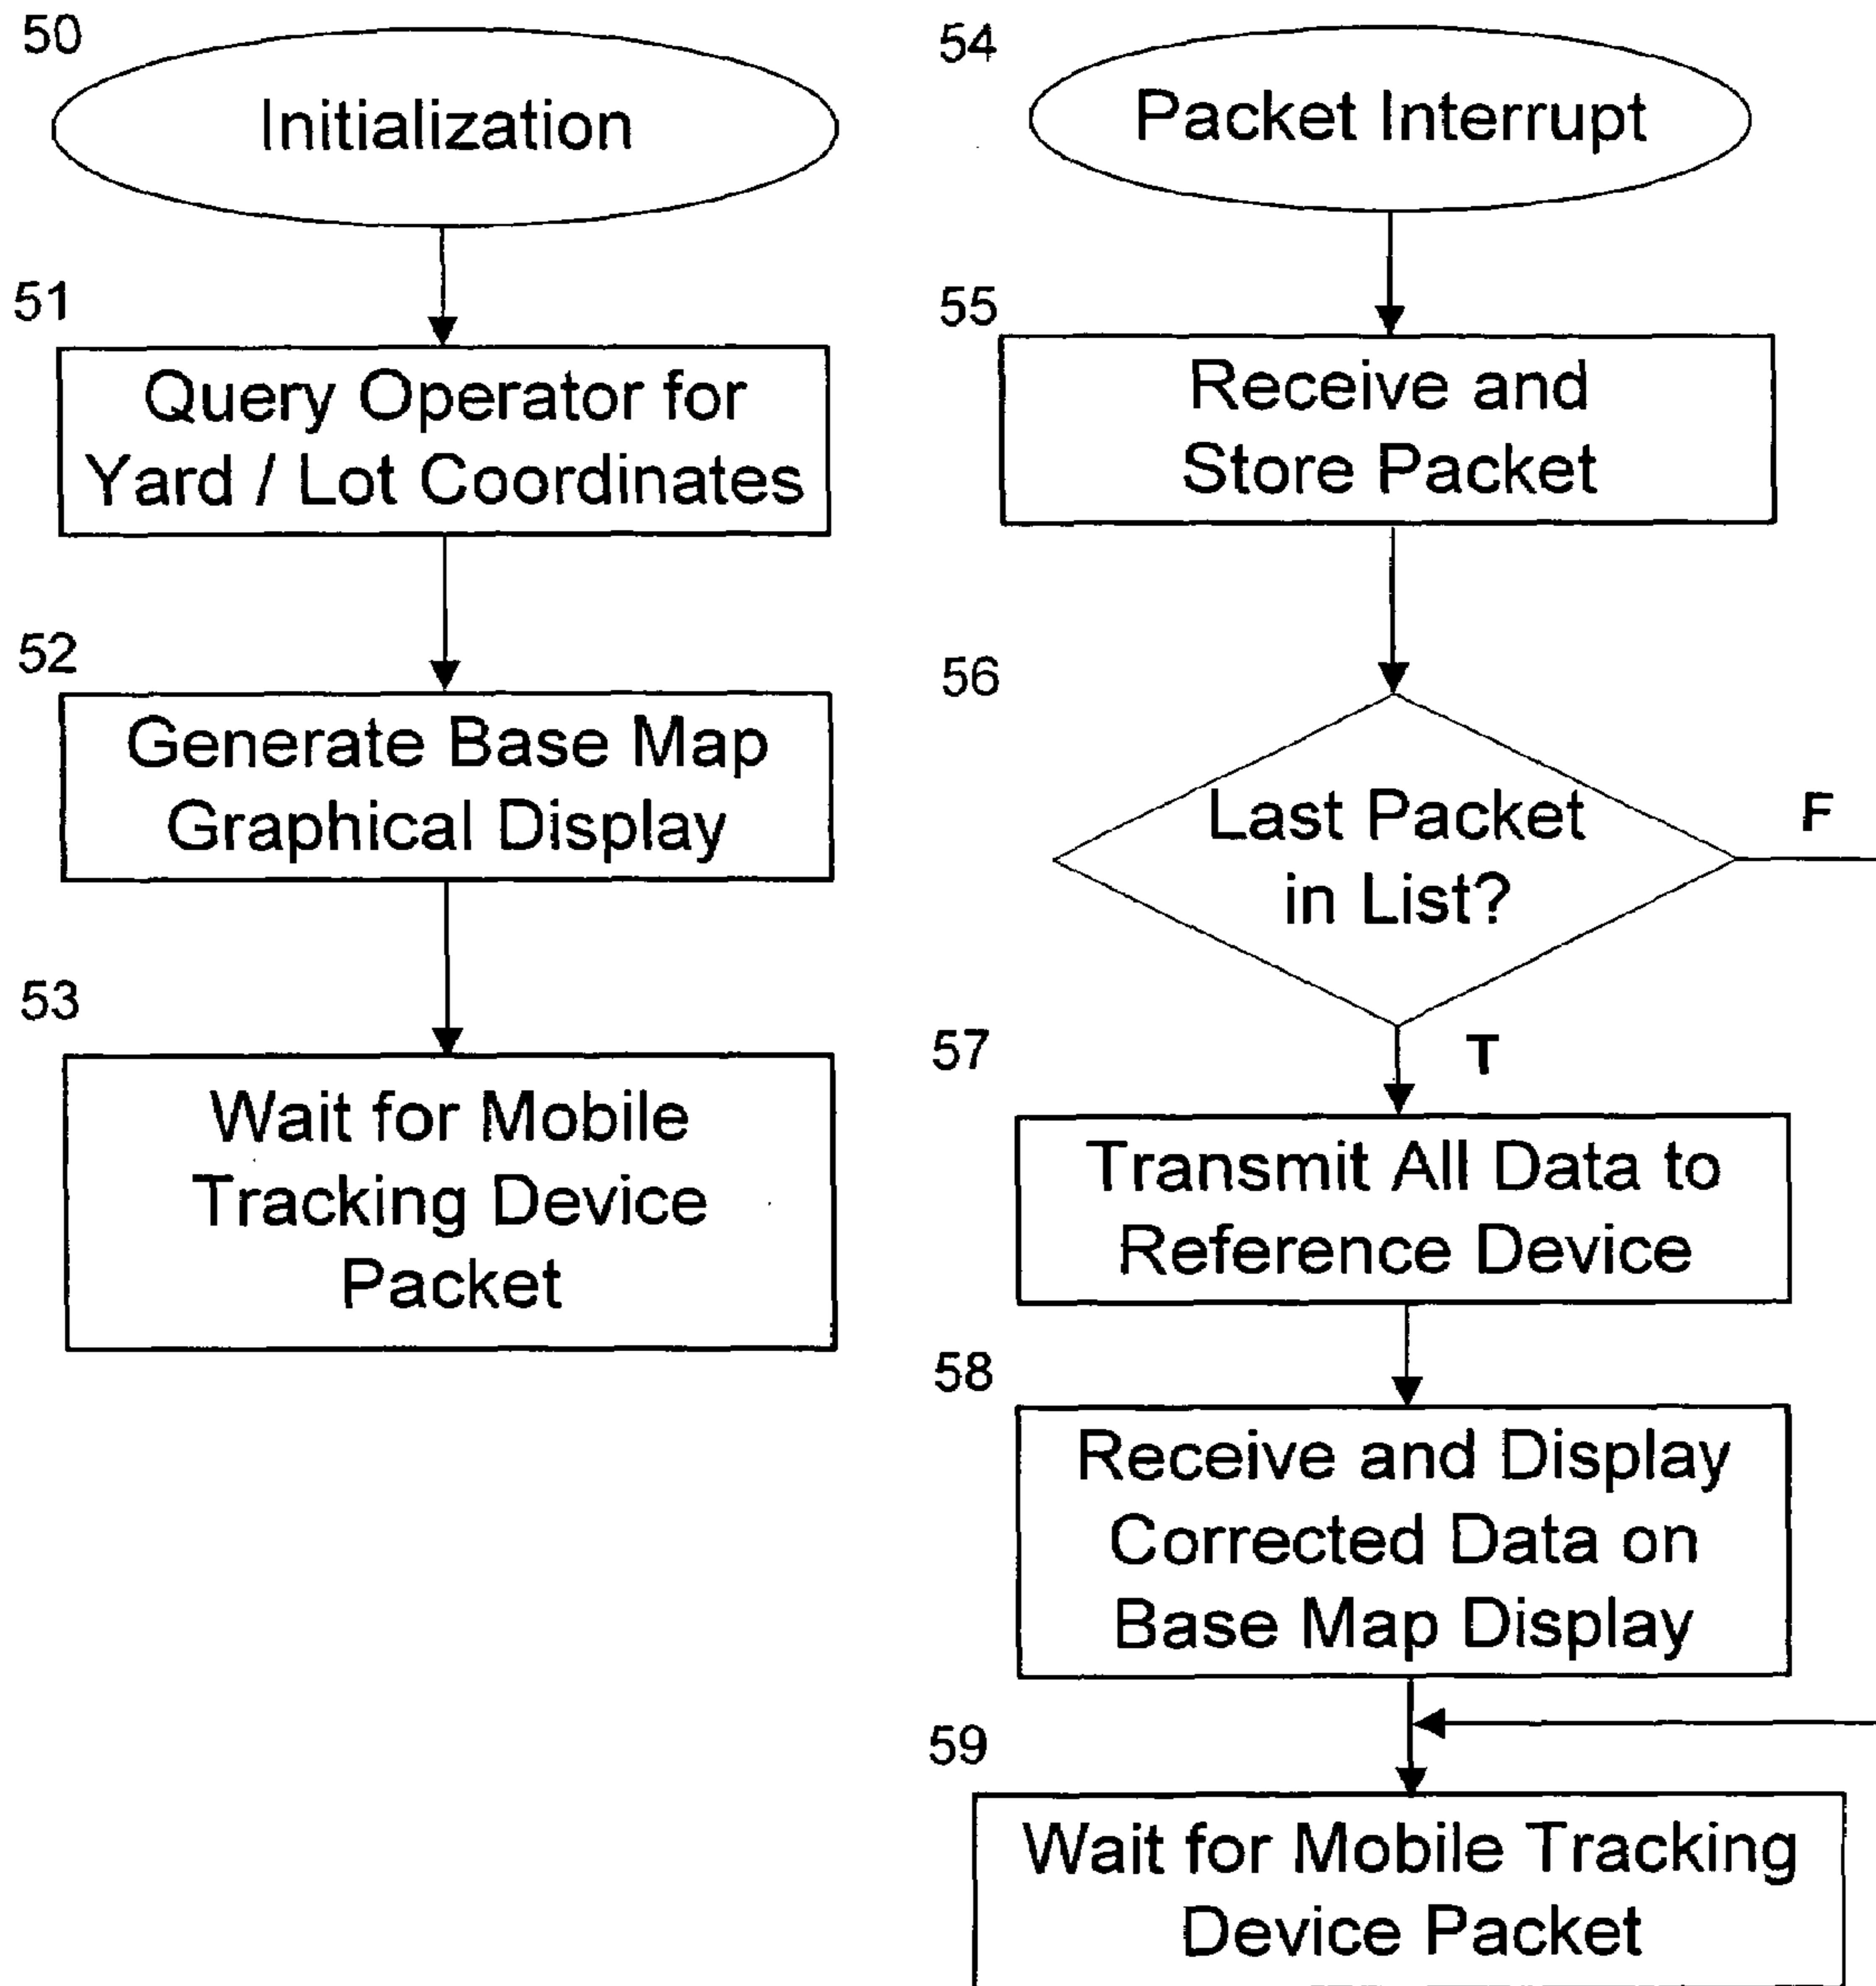 50
Initialization
51
Query Operator for
Yard / Lot Coordinates
52
Generate Base Map
Graphical Display
53
Wait for Mobile
Tracking Device
Packet
54
Packet Interrupt
55
Receive and
Store Packet
56
Last Packet
in List?
F
57
T
Transmit All Data to
Reference Device
58
Receive and Display
Corrected Data on
Base Map Display
59
Wait for Mobile Tracking
Device Packet